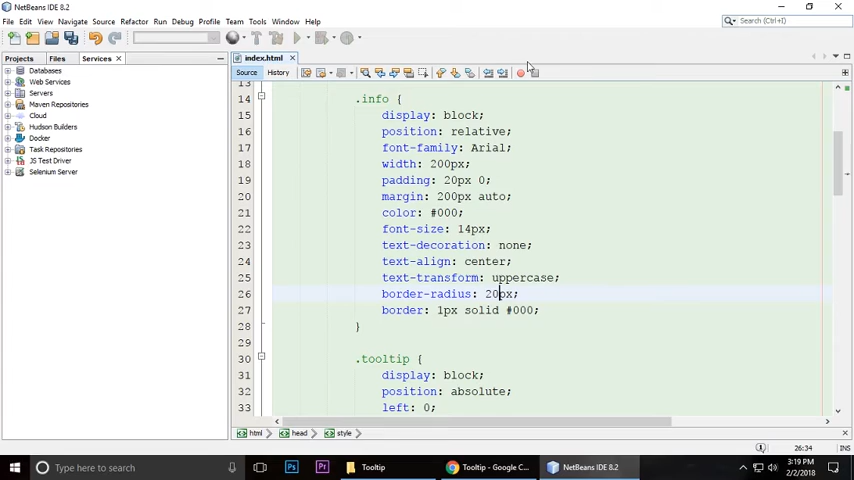 NetBeans IDE 8.2
File Edit View Navigate Source Refactor Run Debug Profile Team Tools Window Help
Search (Ctrl+I)
Projects Files Services
index.html
Source History
Databases
Web Services
Servers
Maven Repositories
Cloud
Hudson Builders
Docker
Task Repositories
JS Test Driver
Selenium Server
13
14 .info {
15 display: block;
16 position: relative;
17 font-family: Arial;
18 width: 200px;
19 padding: 20px 0;
20 margin: 200px auto;
21 color: #000;
22 font-size: 14px;
23 text-decoration: none;
24 text-align: center;
25 text-transform: uppercase;
26 border-radius: 20px;
27 border: 1px solid #000;
28 }
29
30 .tooltip {
31 display: block;
32 position: absolute;
33 left: 0;
html head style
1 26:34 INS
Type here to search
Ps Pr Tooltip Tooltip - Google C... NetBeans IDE 8.2
3:19 PM
2/2/2018